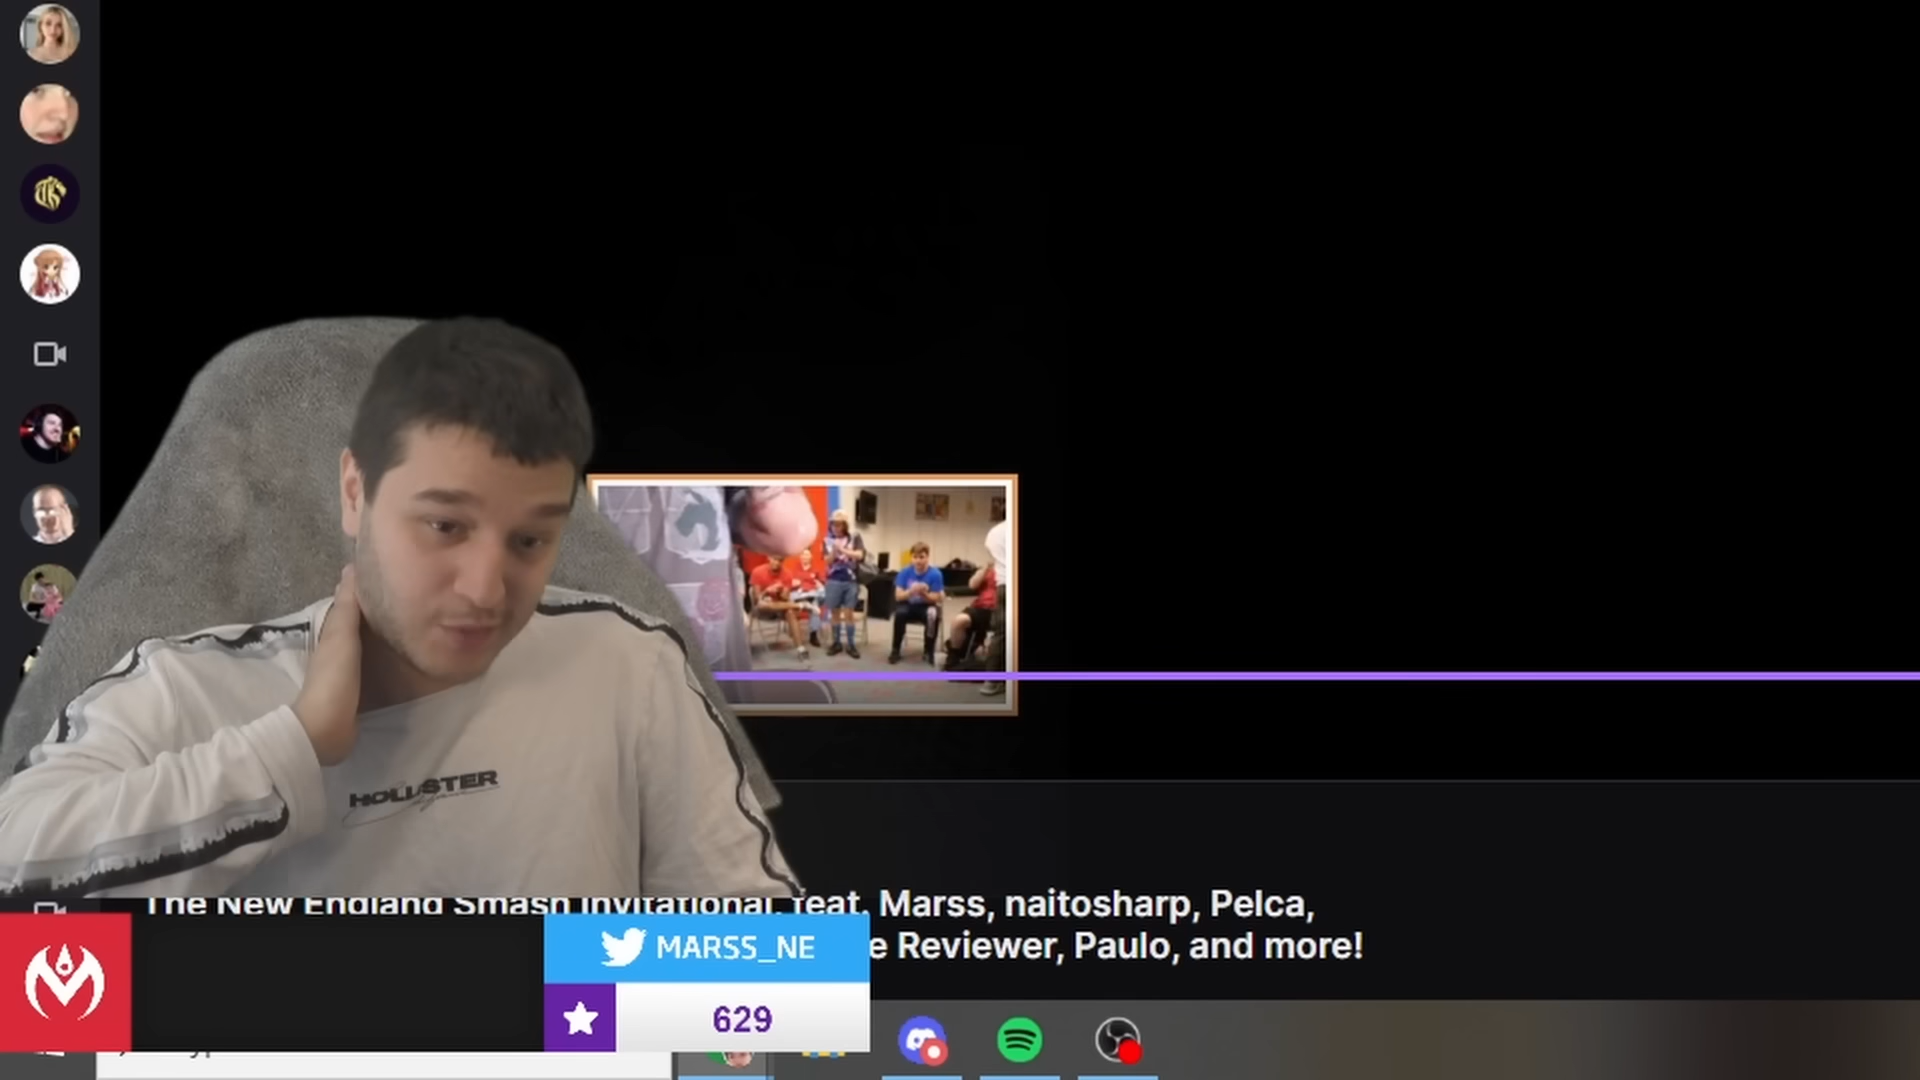 HOLLISTER
The New England Smash Invitational, feat. Marss, naitosharp, Pelca,
e Reviewer, Paulo, and more!
MARSS_NE
629